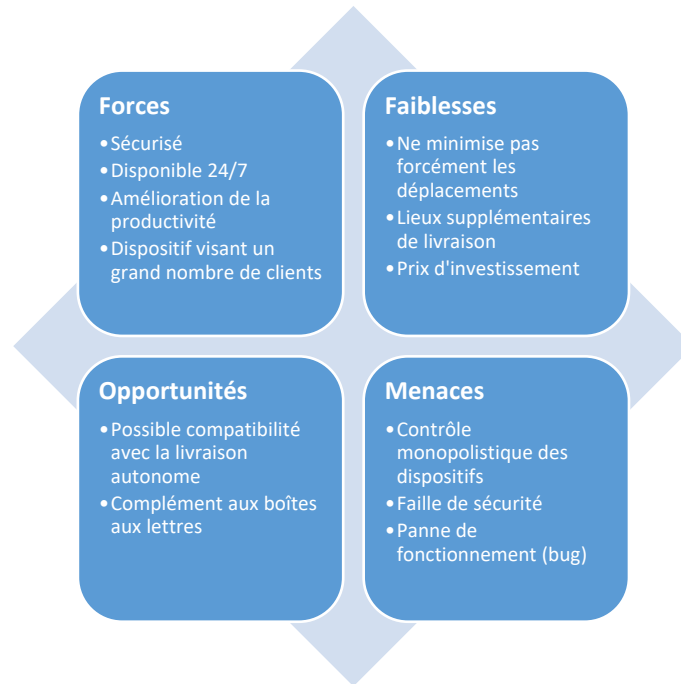 Forces
•Sécurisé
•Disponible 24/7
•Amélioration de la
productivité
•Dispositif visant un
grand nombre de clients
Faiblesses
•Ne minimise pas
forcément les
déplacements
•Lieux supplémentaires
de livraison
•Prix d'investissement
Opportunités
•Possible compatibilité
avec la livraison
autonome
•Complément aux boîtes
aux lettres
Menaces
•Contrôle
monopolistique des
dispositifs
•Faille de sécurité
•Panne de
fonctionnement (bug)